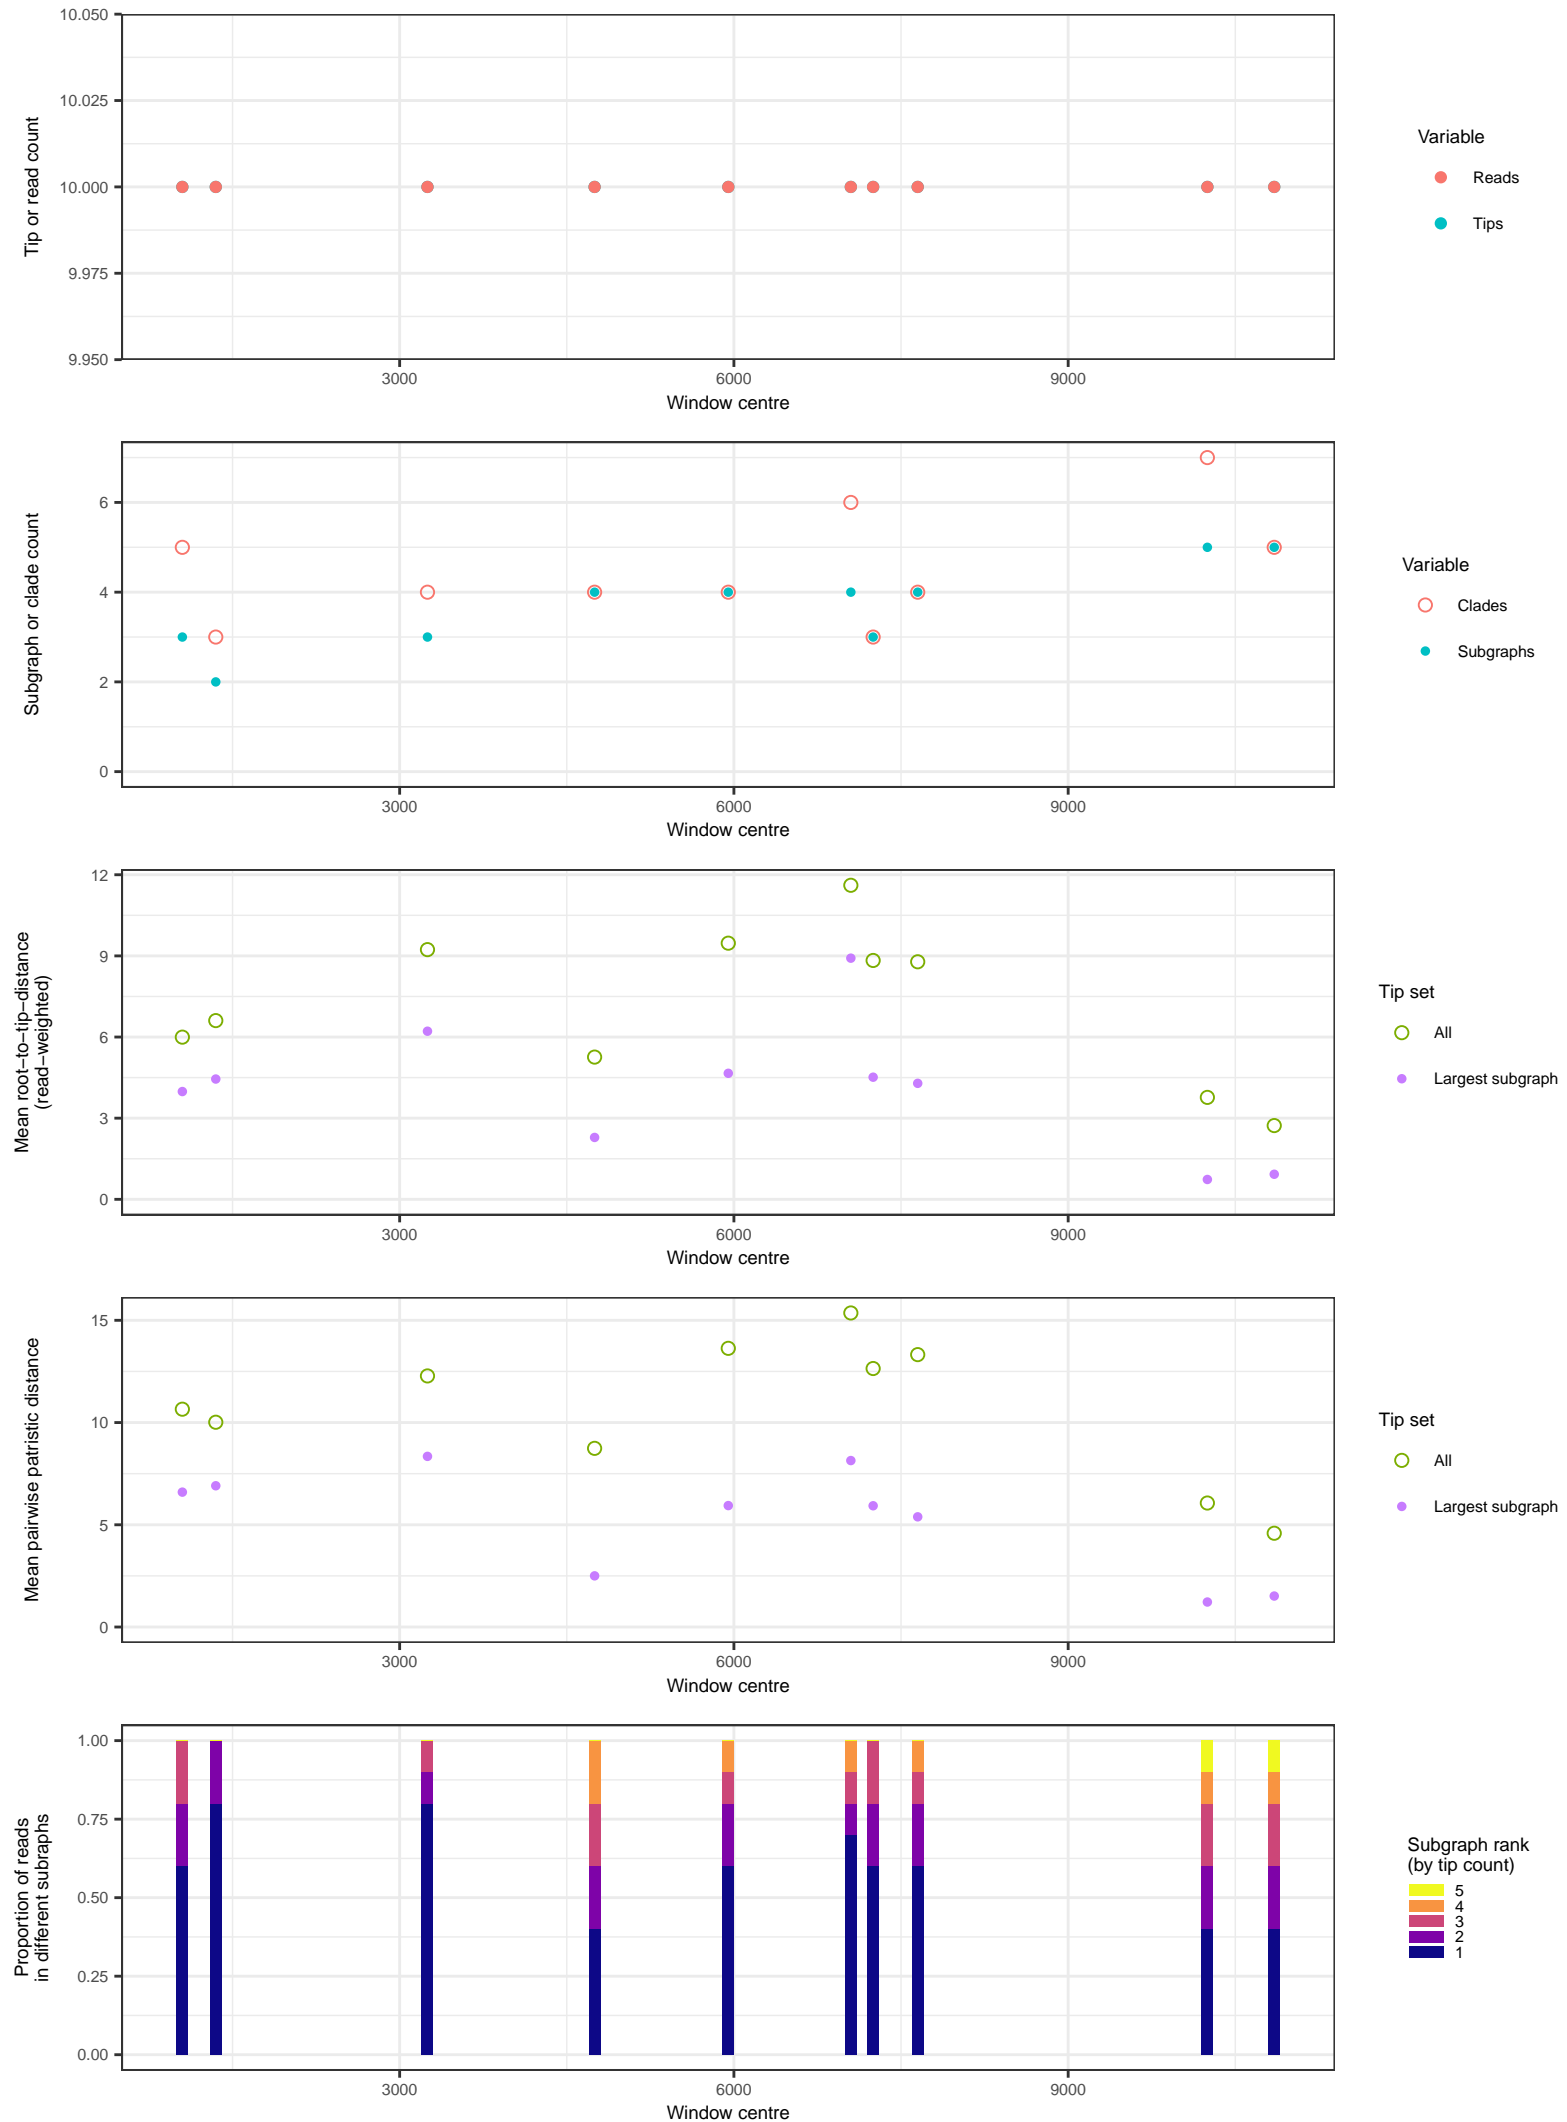 10.050
10.025
10.000
9.975
9.950
Tip or read count
3000
6000
9000
Window centre
Variable
Reads
Tips
6
4
2
0
Subgraph or clade count
3000
6000
9000
Window centre
Variable
Clades
Subgraphs
12
9
6
3
0
Mean root−to−tip−distance
(read−weighted)
3000
6000
9000
Window centre
Tip set
All
Largest subgraph
15
10
5
0
Mean pairwise patristic distance
3000
6000
9000
Window centre
Tip set
All
Largest subgraph
1.00
0.75
0.50
0.25
0.00
Proportion of reads
in different subraphs
3000
6000
9000
Window centre
Subgraph rank
(by tip count)
5
4
3
2
1